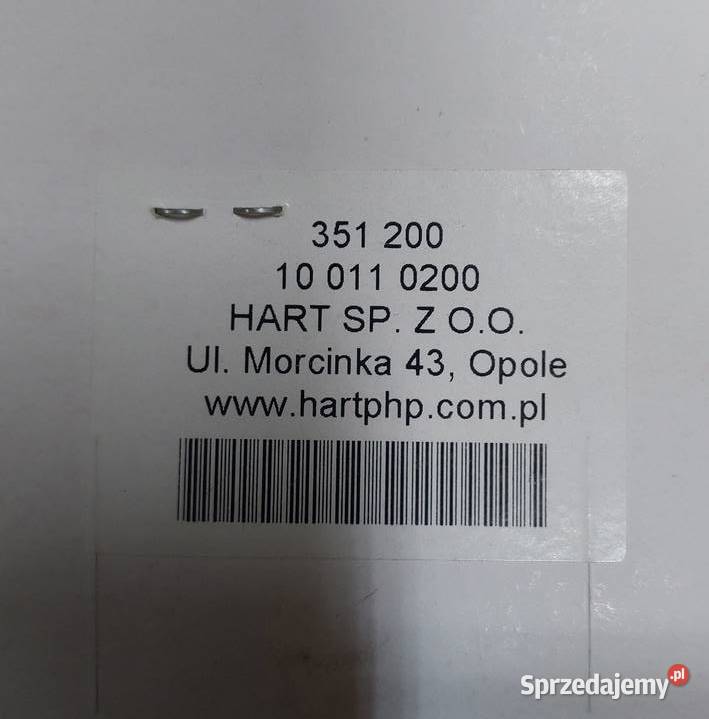 351 200
10 011 0200
HART SP. Z O.O.
Ul. Morcinka 43, Opole
www.hartphp.com.pl
Sprzedajemy.pl